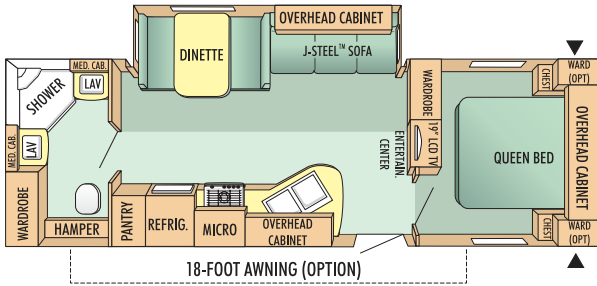 OVERHEAD CABINET
DINETTE
J-STEEL™ SOFA
MED. CAB.
LAV
SHOWER
MED. CAB.
LAV
WARDROBE
HAMPER
PANTRY
REFRIG.
MICRO
OVERHEAD
CABINET
ENTERTAIN.
CENTER
WARDROBE
19" LCD TV
CHEST
WARD
(OPT)
QUEEN BED
OVERHEAD CABINET
CHEST
WARD
(OPT)
18-FOOT AWNING (OPTION)